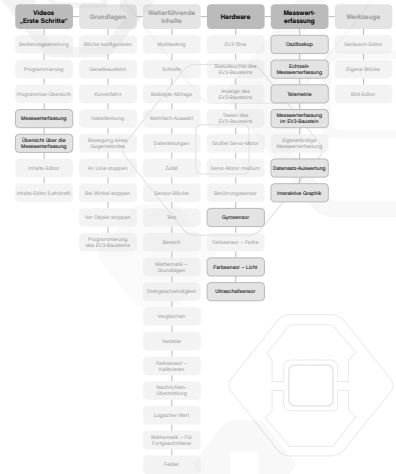 Videos
„Erste Schritte"
Grundlagen
Weiterführende
Inhalte
Hardware
Messwert-
erfassung
Werkzeuge
Bedienungsanleitung
Blöcke konfigurieren
Multitasking
EV3-Töne
Oszilloskop
Geräusch-Editor
Programmierung
Geradeausfahrt
Schleife
Statusleuchte des
EV3-Bausteins
Echtzeit-
Messwerterfassung
Eigene Blöcke
Programmier-Übersicht
Kurvenfahrt
Bedingte Abfrage
Anzeige des
EV3-Bausteins
Telemetrie
Bild-Editor
Messwerterfassung
Mehrfach-Auswahl
Tasten des
EV3-Bausteins
Messwerterfassung
im EV3-Baustein
Übersicht über die
Messwerterfassung
Bewegung eines
Gegenstandes
Datenleitungen
Großer Servo-Motor
Eigenständige
Messwerterfassung
Inhalte-Editor
An Linie stoppen
Zufall
Servo-Motor medium
Datensatz-Auswertung
Inhalte-Editor (Lehrkraft)
Bei Winkel stoppen
Sensor-Blöcke
Berührungssensor
Interaktive Graphik
Vor Objekt stoppen
Text
Gyrosensor
Programmierung
des EV3-Bausteins
Bereich
Farbsensor – Farbe
Mathematik –
Grundlagen
Farbsensor – Licht
Drehgeschwindigkeit
Ultraschallsensor
Vergleichen
Variable
Farbsensor –
Kalibrieren
Nachrichten-
übermittlung
Logischer Wert
Mathematik – Für
Fortgeschrittene
Felder